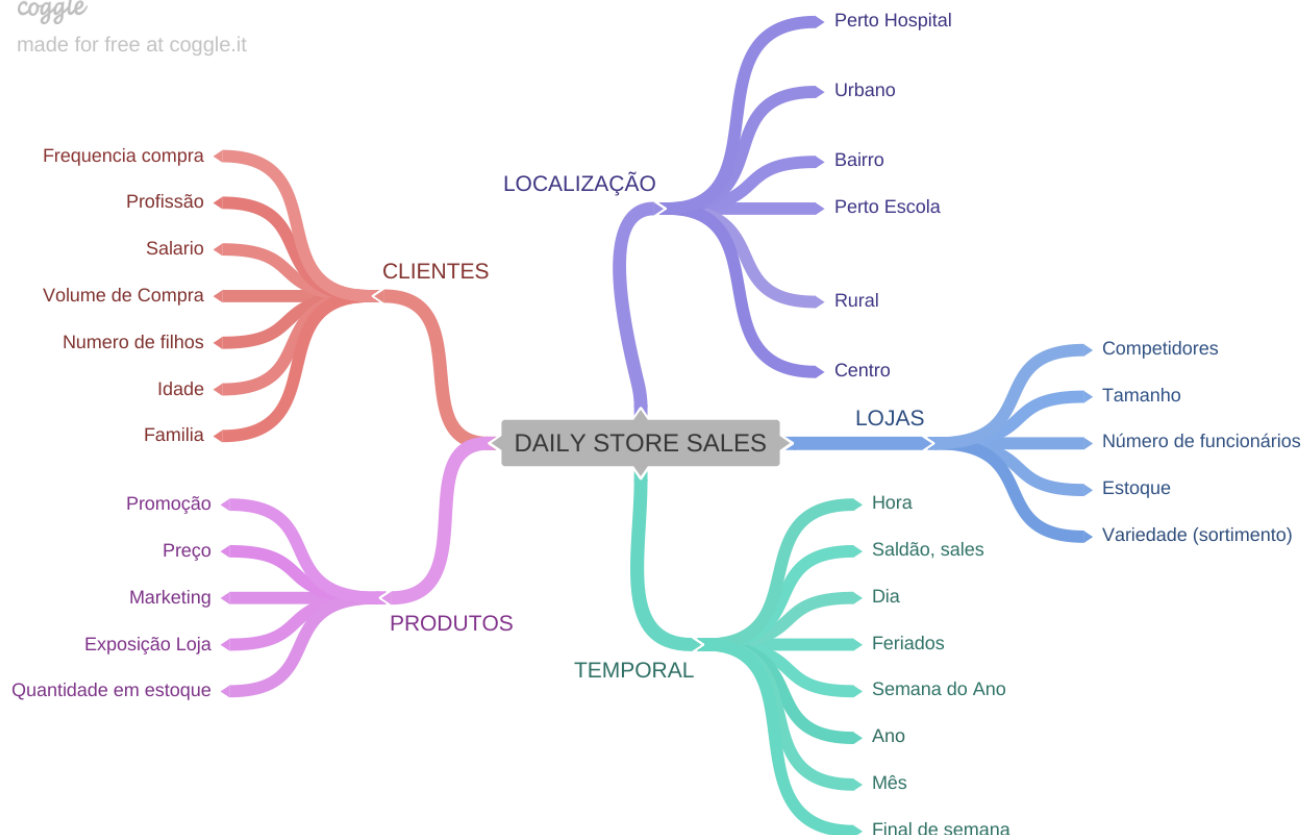 coggle
made for free at coggle.it
Frequencia compra
Profissão
Salario
Volume de Compra
Numero de filhos
Idade
Familia
CLIENTES
Promoção
Preço
Marketing
Exposição Loja
Quantidade em estoque
PRODUTOS
DAILY STORE SALES
LOCALIZAÇÃO
Perto Hospital
Urbano
Bairro
Perto Escola
Rural
Centro
LOJAS
Competidores
Tamanho
Número de funcionários
Estoque
Variedade (sortimento)
TEMPORAL
Hora
Saldão, sales
Dia
Feriados
Semana do Ano
Ano
Mês
Final de semana